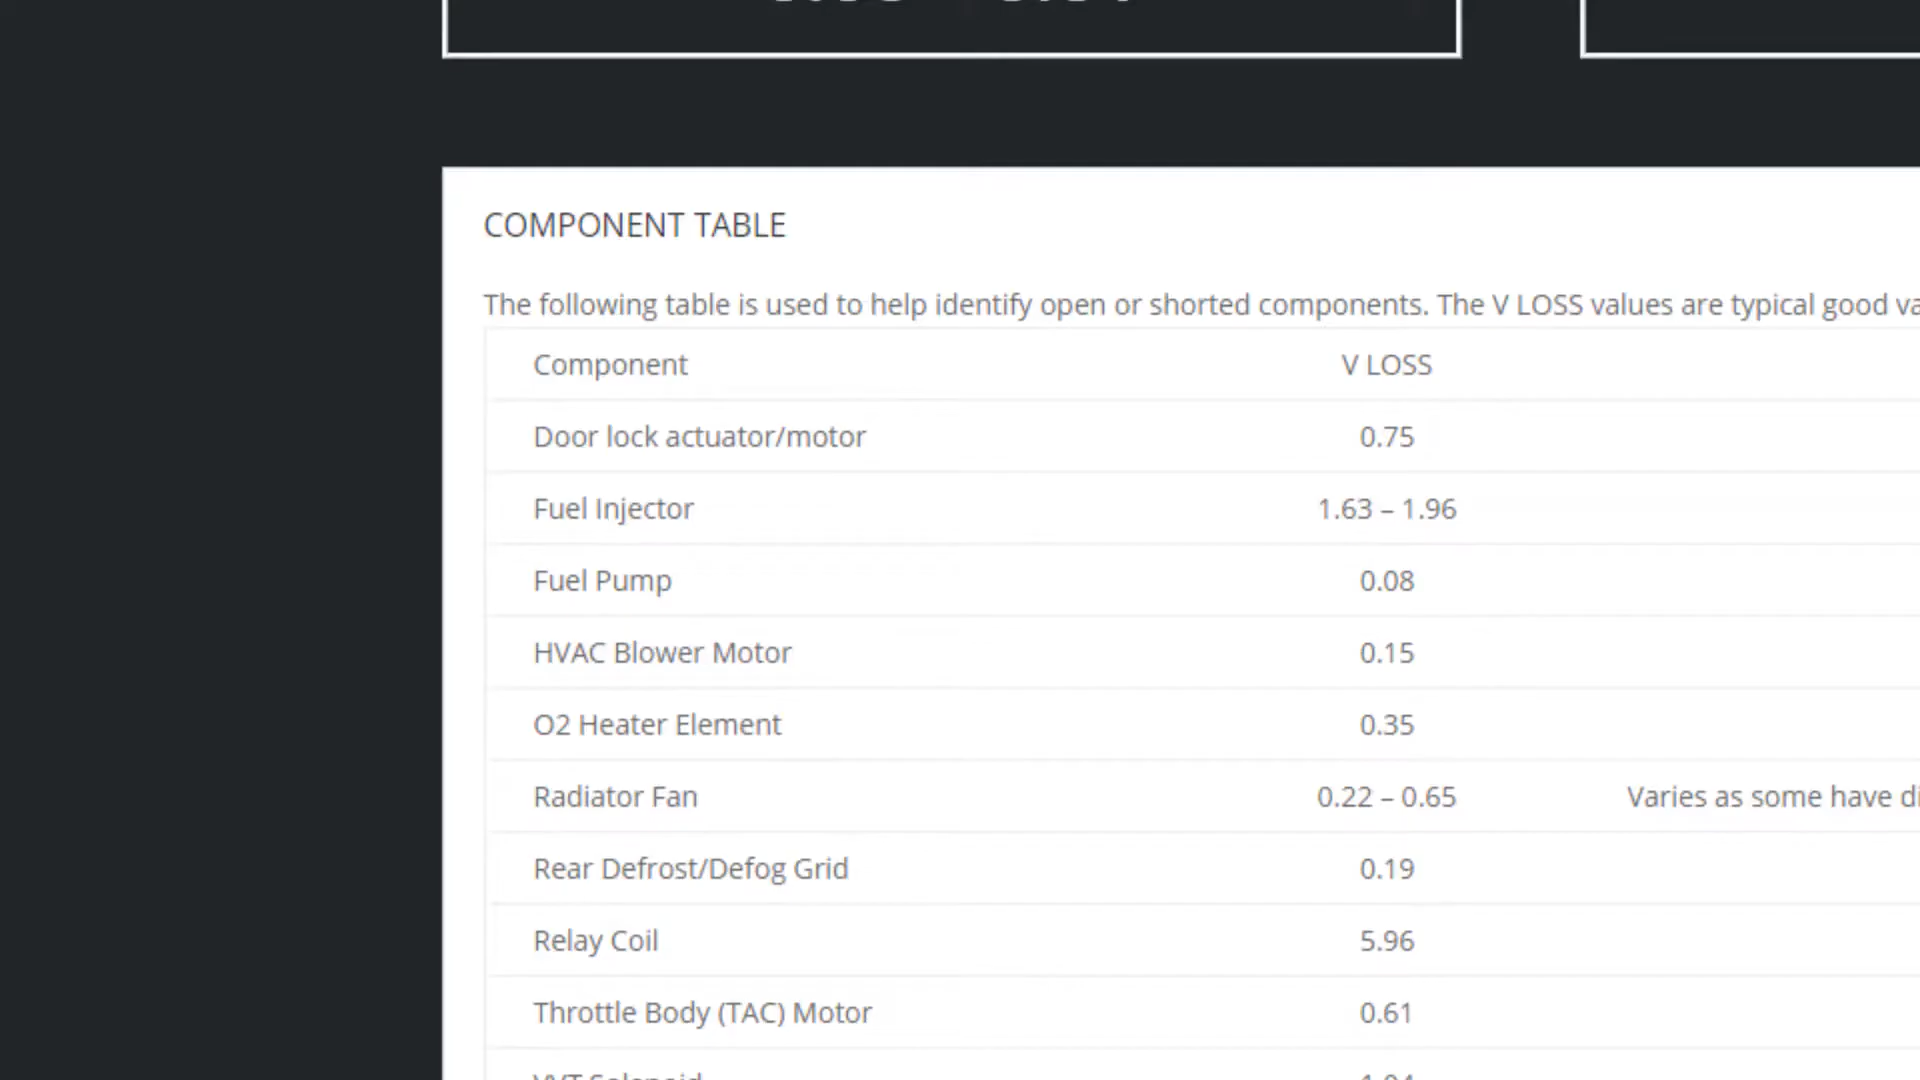 COMPONENT TABLE
The following table is used to help identify open or shorted components. The V LOSS values are typical good
Component V LOSS
Door lock actuator/motor 0.75
Fuel Injector 1.63 – 1.96
Fuel Pump 0.08
HVAC Blower Motor 0.15
O2 Heater Element 0.35
Radiator Fan 0.22 – 0.65 Varies as some have
Rear Defrost/Defog Grid 0.19
Relay Coil 5.96
Throttle Body (TAC) Motor 0.61